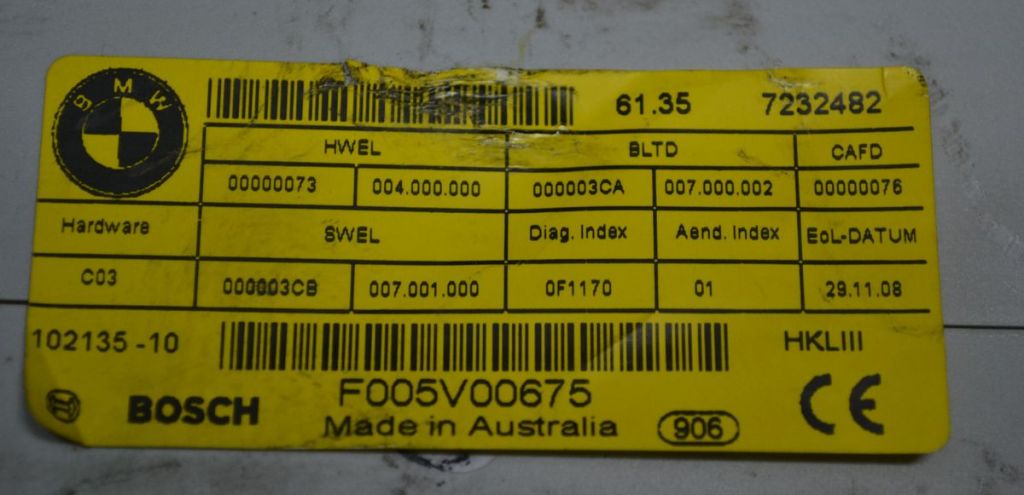 BMW
61.35 7232482
HWEL BLTD CAFD
00000073 004.000.000 000003CA 007.000.002 00000076
Hardware SWEL Diag. Index Aend. Index EoL-DATUM
C03 000003CB 007.001.000 0F1170 01 29.11.08
102135-10 HKLIII
BOSCH F005V00675 CE
Made in Australia 906